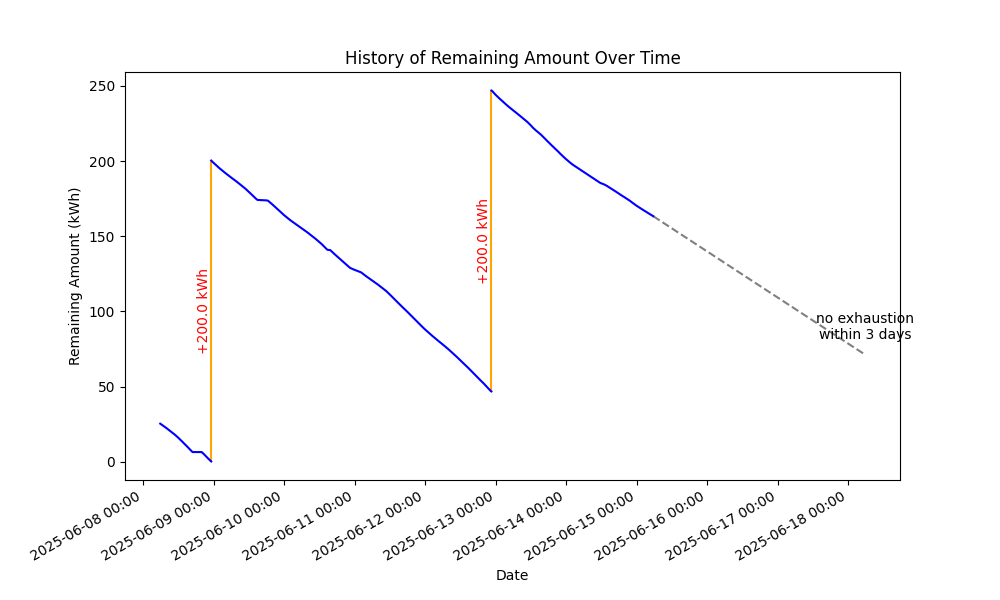 History of Remaining Amount Over Time
Remaining Amount (kWh)
250
200
150
100
50
0
+200.0 kWh
+200.0 kWh
no exhaustion
within 3 days
2025-06-08 00:00
2025-06-09 00:00
2025-06-10 00:00
2025-06-11 00:00
2025-06-12 00:00
2025-06-13 00:00
2025-06-14 00:00
2025-06-15 00:00
2025-06-16 00:00
2025-06-17 00:00
2025-06-18 00:00
Date